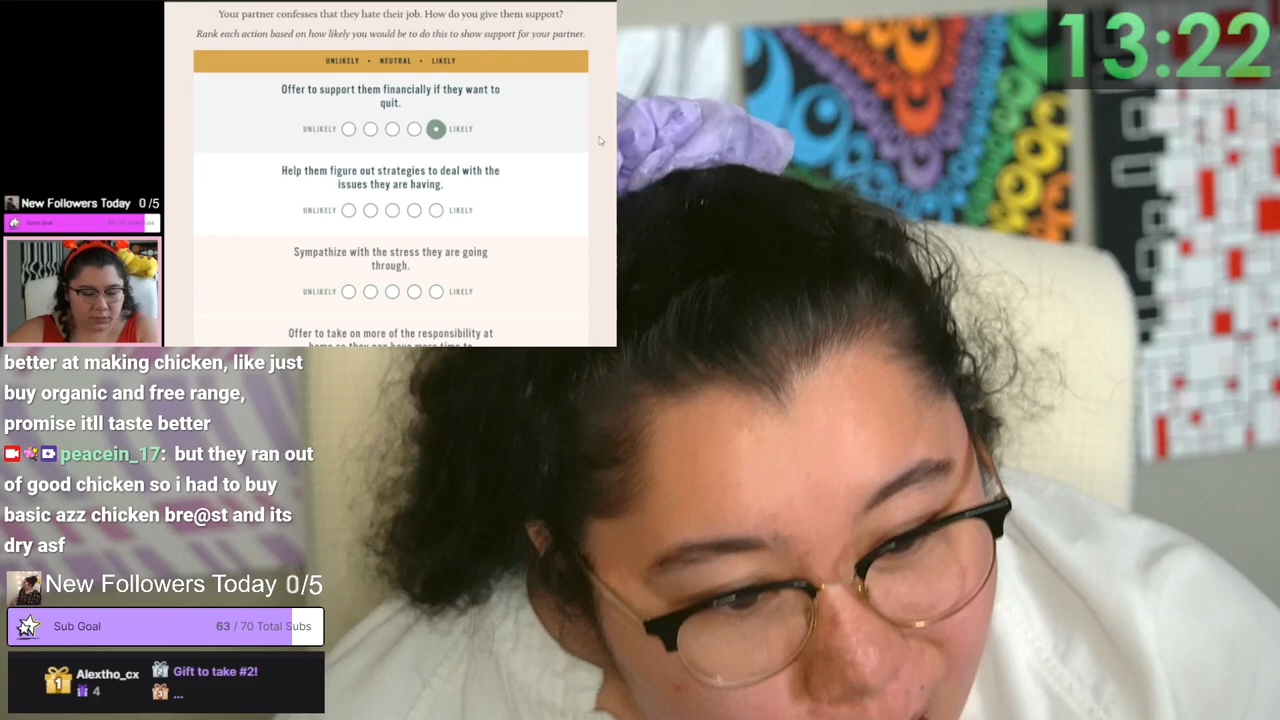 Your partner confesses that they hate their job. How do you give them support?
Rank each action based on how likely you would be to do this to show support for your partner.
UNLIKELY • NEUTRAL • LIKELY
Offer to support them financially if they want to
quit.
UNLIKELY LIKELY
Help them figure out strategies to deal with the
issues they are having.
UNLIKELY LIKELY
Sympathize with the stress they are going
through.
UNLIKELY LIKELY
Offer to take on more of the responsibility at
13:22
New Followers Today 0/5
Sub Goal
better at making chicken, like just
buy organic and free range,
promise itll taste better
peacein_17: but they ran out
of good chicken so i had to buy
basic azz chicken bre@st and its
dry asf
New Followers Today 0/5
Sub Goal 63 / 70 Total Subs
1 Alextho_cx
4
2 Gift to take #2!
3 ...